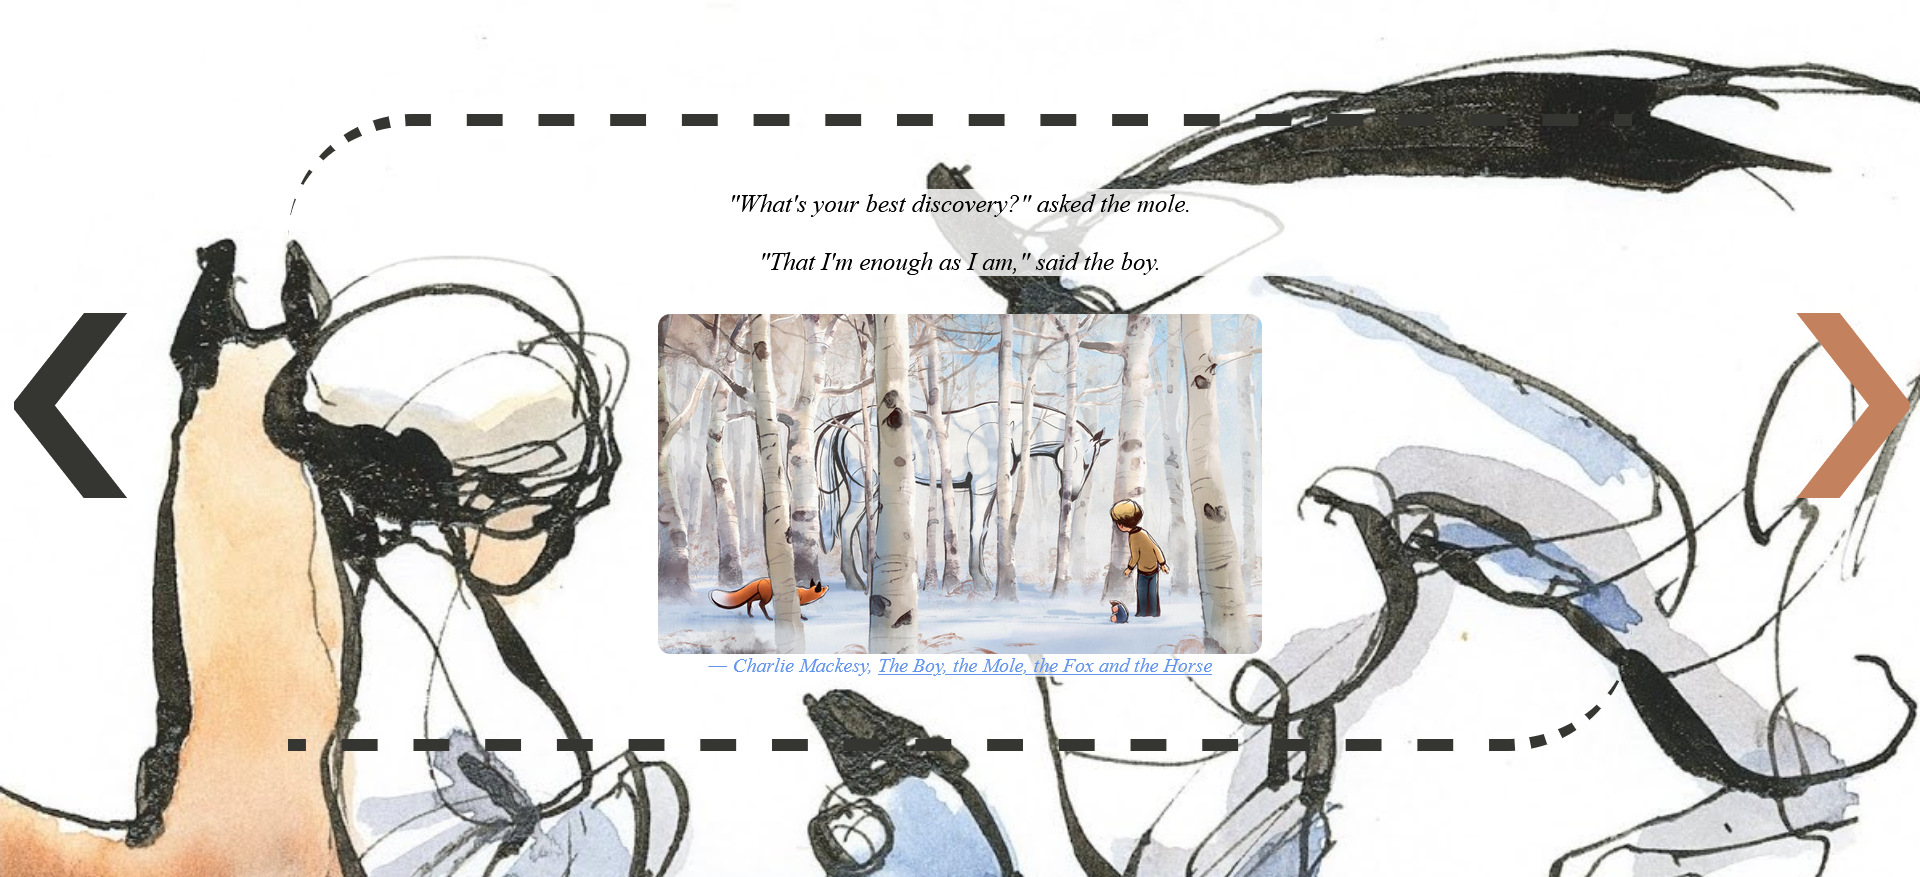 "What's your best discovery?" asked the mole.
"That I'm enough as I am," said the boy.
— Charlie Mackesy, The Boy, the Mole, the Fox and the Horse